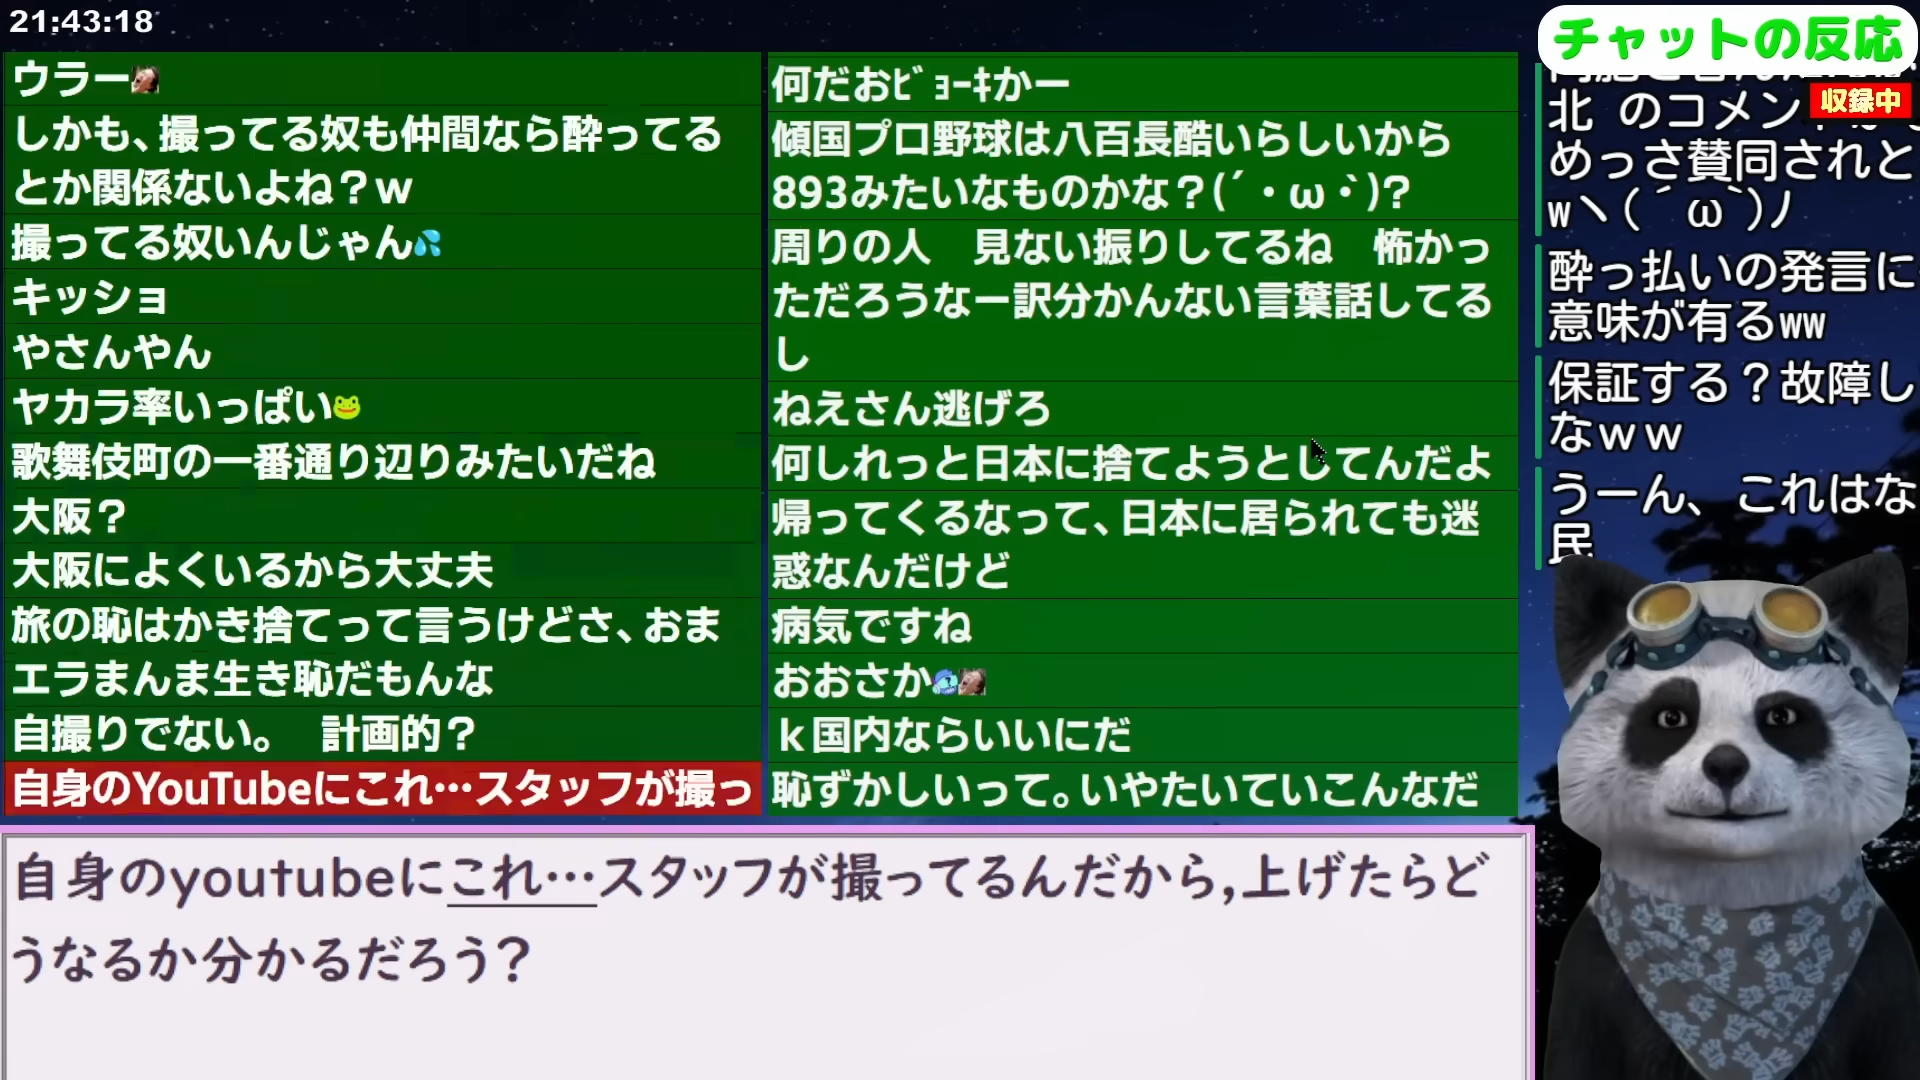 21:43:18
ウラー
しかも、撮ってる奴も仲間なら酔ってる
とか関係ないよね？ｗ
撮ってる奴いんじゃん💦
キッショ
やさんやん
ヤカラ率いっぱい🐸
歌舞伎町の一番通り辺りみたいだね
大阪？
大阪によくいるから大丈夫
旅の恥はかき捨てって言うけどさ、おま
エラまんま生き恥だもんな
自撮りでない。　計画的？
自身のYouTubeにこれ…スタッフが撮っ
何だおﾋﾞｮｰｷかー
傾国プロ野球は八百長酷いらしいから
893みたいなものかな？(´・ω・`)?
周りの人　見ない振りしてるね　怖かっ
ただろうなー訳分かんない言葉話してる
し
ねえさん逃げろ
何しれっと日本に捨てようとしてんだよ
帰ってくるなって、日本に居られても迷
惑なんだけど
病気ですね
おおさか
ｋ国内ならいいにだ
恥ずかしいって。いやたいていこんなだ
チャットの反応
収録中
北 のコメン
めっさ賛同されと
wヽ(´ω`)ﾉ
酔っ払いの発言に
意味が有るww
保証する？故障し
なｗｗ
うーん、これはな
民
自身のyoutubeにこれ…スタッフが撮ってるんだから,上げたらど
うなるか分かるだろう？